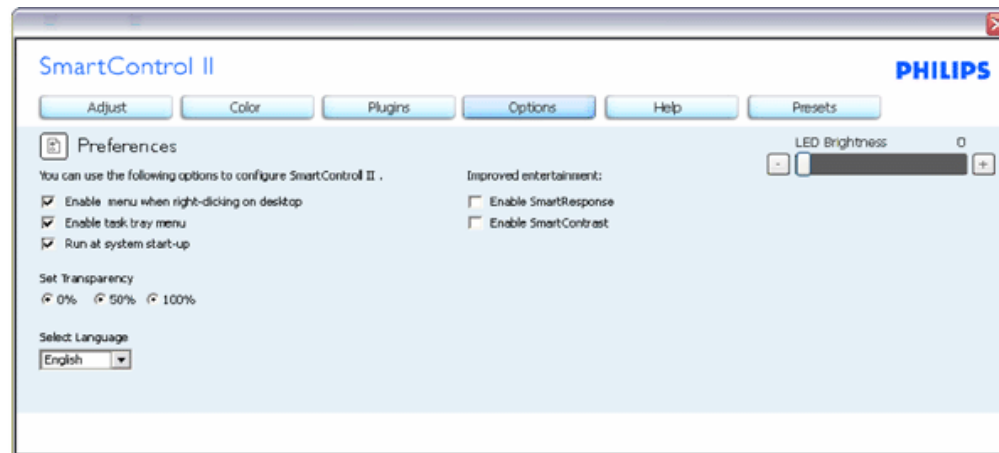 SmartControl II
PHILIPS
Adjust Color Plugins Options Help Presets
Preferences
LED Brightness 0
- +
You can use the following options to configure SmartControl II .
Enable menu when right-clicking on desktop
Enable task tray menu
Run at system start-up
Improved entertainment:
Enable SmartResponse
Enable SmartContrast
Set Transparency
0% 50% 100%
Select Language
English